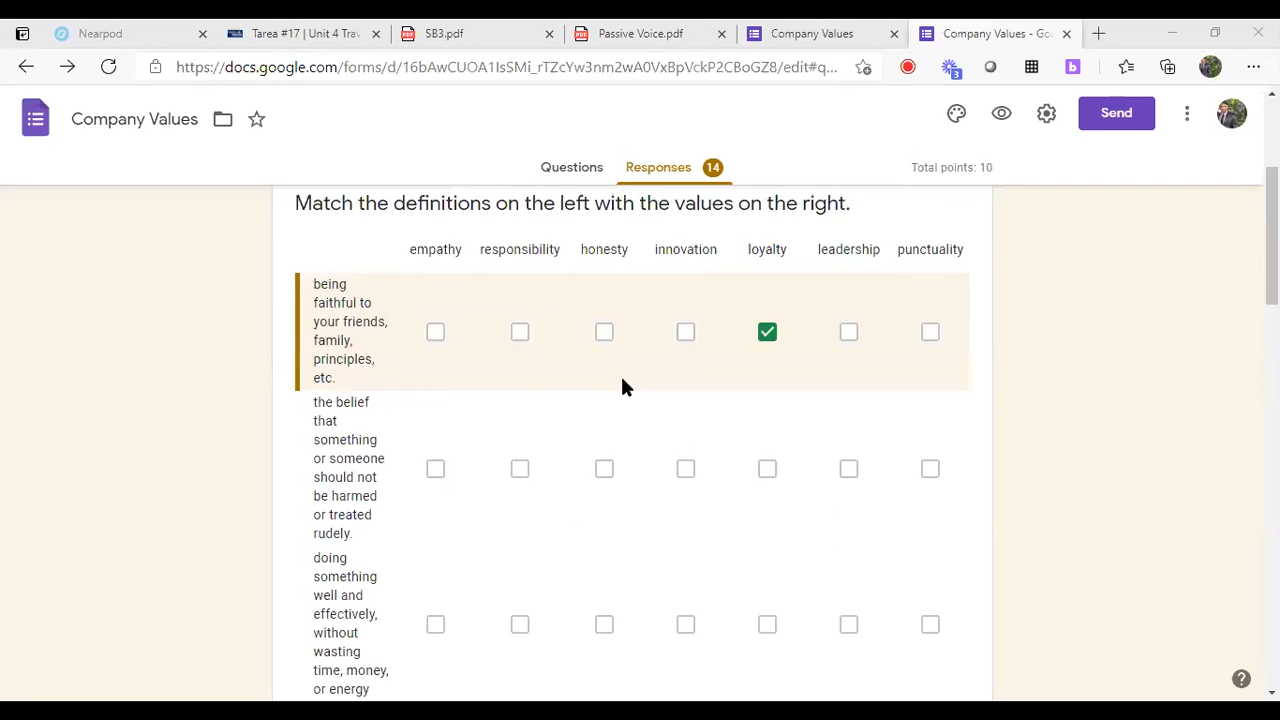 Nearpod
Tarea #17 | Unit 4 Trav
SB3.pdf
Passive Voice.pdf
Company Values
Company Values - Go
https://docs.google.com/forms/d/16bAwCUOA1IsSMi_rTZcYw3nm2wA0VxBpVckP2CBoGZ8/edit#q...
3
b
Company Values
Send
Questions
Responses 14
Total points: 10
Match the definitions on the left with the values on the right.
empathy responsibility honesty innovation loyalty leadership punctuality
being
faithful to
your friends,
family,
principles,
etc.
the belief
that
something
or someone
should not
be harmed
or treated
rudely.
doing
something
well and
effectively,
without
wasting
time, money,
or energy